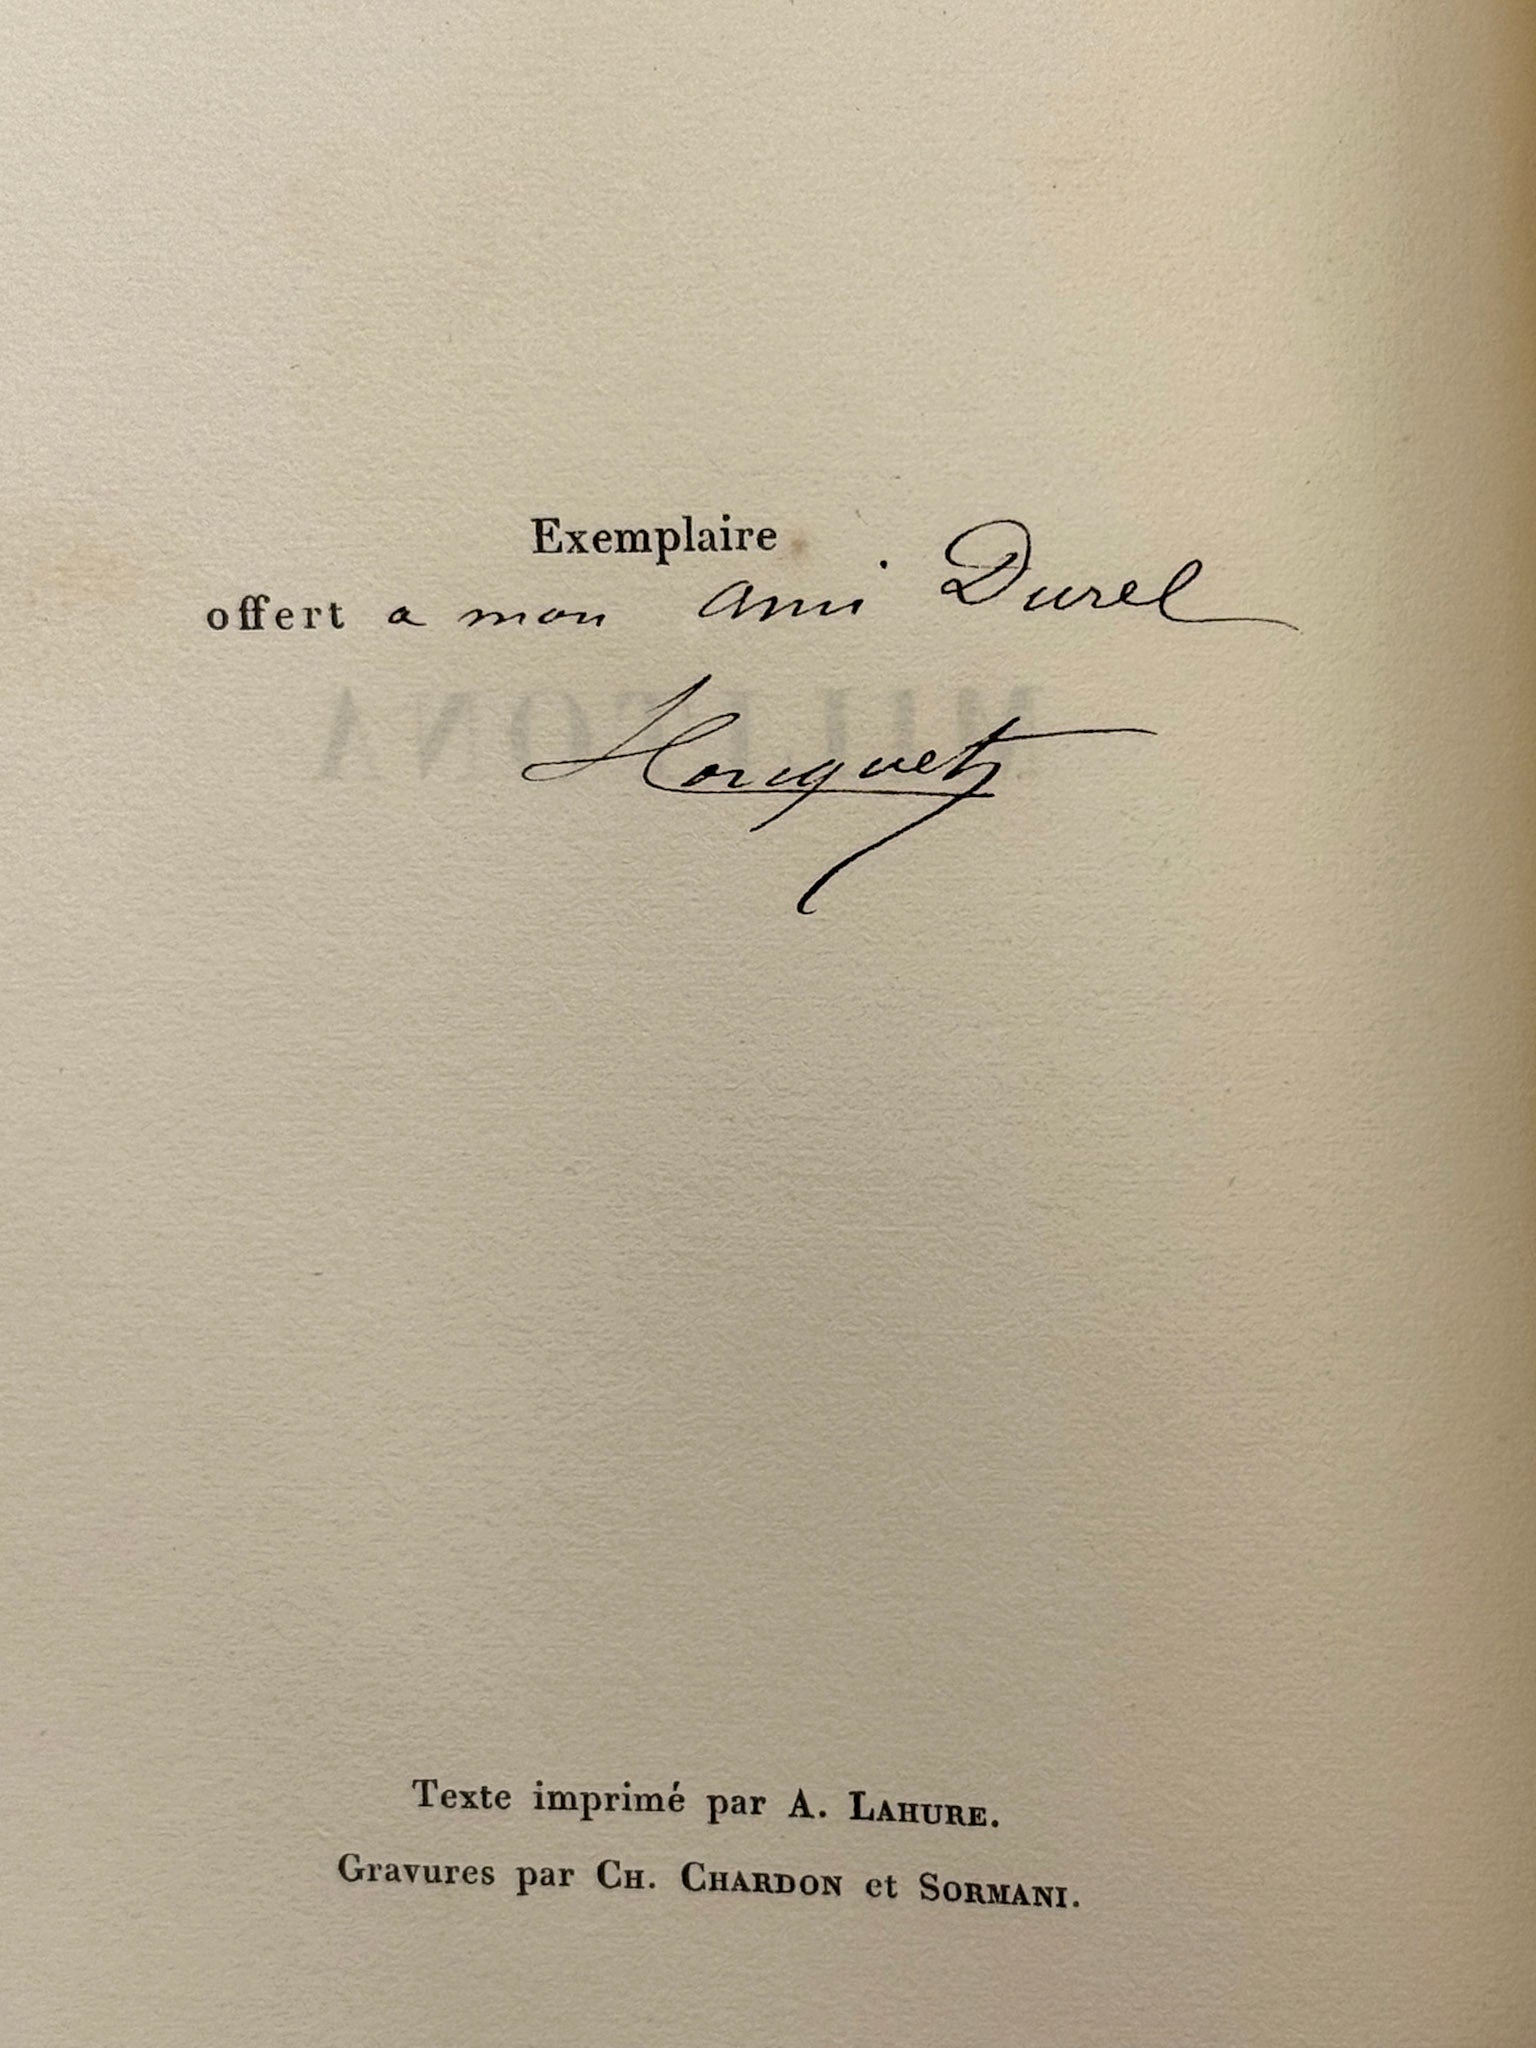 Exemplaire
offert a mon ami Durel
Texte imprimé par A. LAHURE.
Gravures par CH. CHARDON et SORMANI.